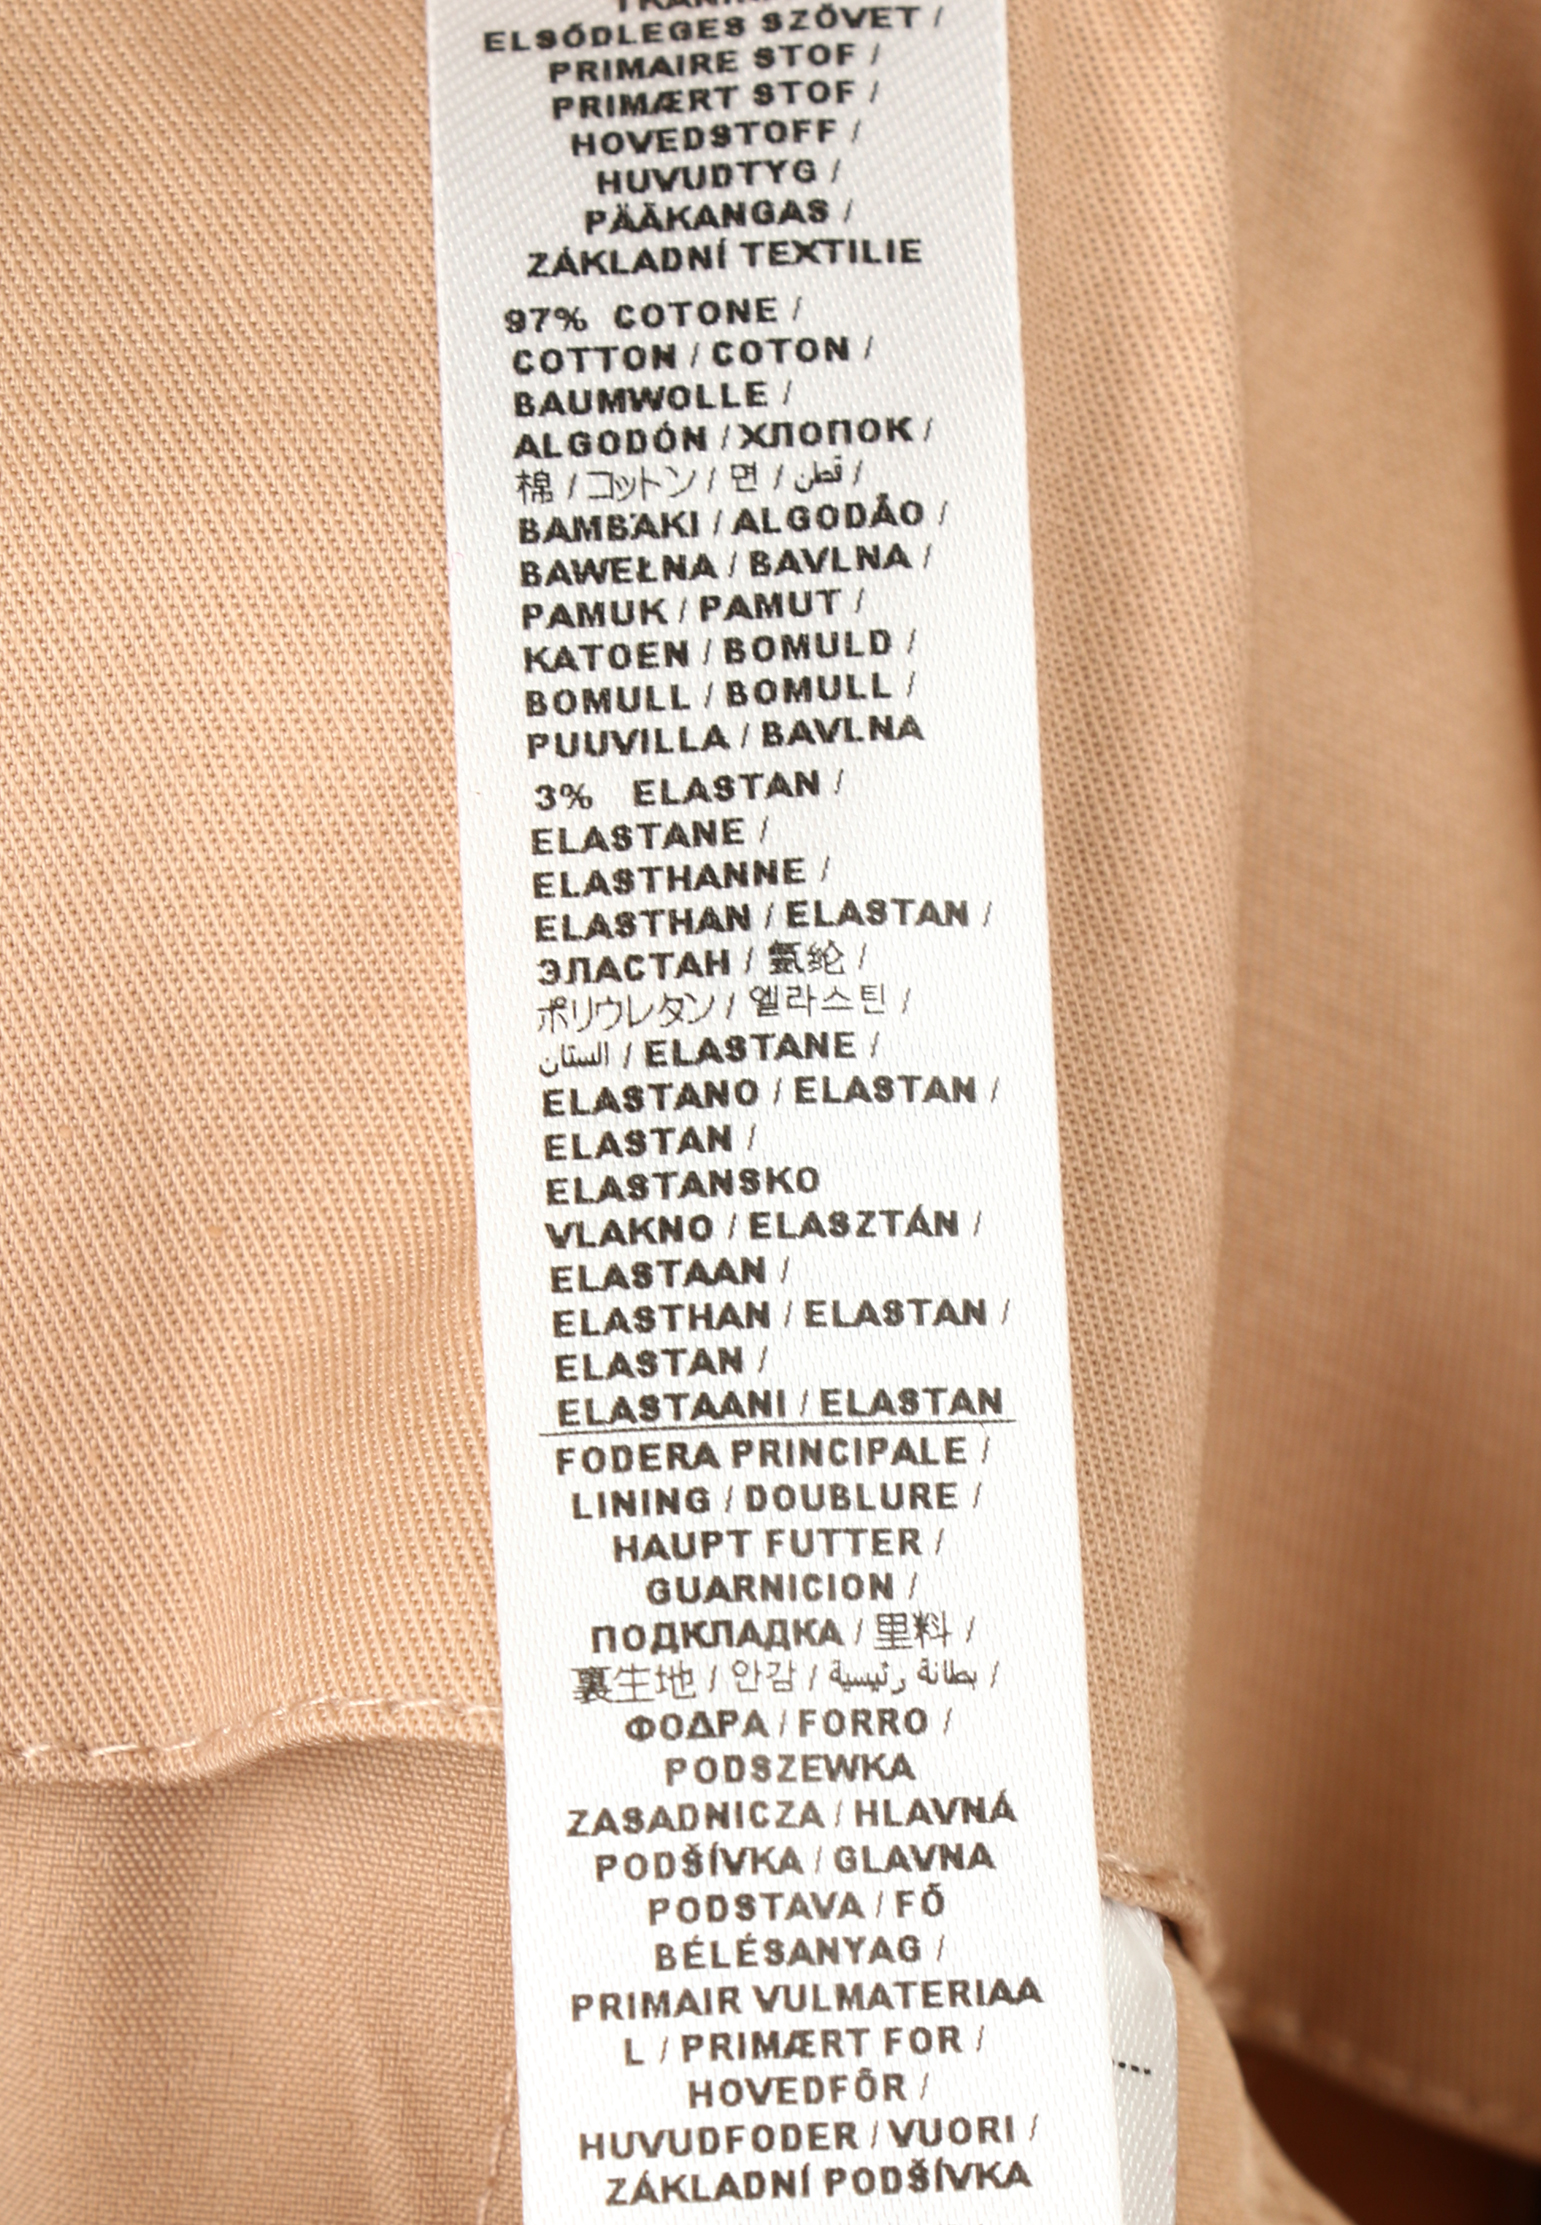 ELSŐDLEGES SZÖVET /
PRIMAIRE STOF /
PRIMÆRT STOF /
HOVEDSTOFF /
HUVUDTYG /
PÄÄKANGAS /
ZÁKLADNÍ TEXTILIE
97% COTONE /
COTTON / COTON /
BAUMWOLLE /
ALGODÓN / ХЛОПОК /
棉 / コットン / 면 / قطن /
BAMBAKI / ALGODÃO /
BAWEŁNA / BAVLNA /
PAMUK / PAMUT /
KATOEN / BOMULD /
BOMULL / BOMULL /
PUUVILLA / BAVLNA
3% ELASTAN /
ELASTANE /
ELASTHANNE /
ELASTHAN / ELASTAN /
ЭЛАСТАН / 氨纶 /
ポリウレタン / 엘라스틴 /
الستان / ELASTANE /
ELASTANO / ELASTAN /
ELASTAN /
ELASTANSKO
VLAKNO / ELASZTÁN /
ELASTAAN /
ELASTHAN / ELASTAN /
ELASTAN /
ELASTAANI / ELASTAN
FODERA PRINCIPALE /
LINING / DOUBLURE /
HAUPT FUTTER /
GUARNICION /
ПОДКЛАДКА / 里料 /
裏生地 / 안감 / بطانة رئيسية /
ΦΟΔΡΑ / FORRO /
PODSZEWKA
ZASADNICZA / HLAVNÁ
PODŠÍVKA / GLAVNA
PODSTAVA / FŐ
BÉLÉSANYAG /
PRIMAIR VULMATERIAA
L / PRIMÆRT FOR /
HOVEDFÔR /
HUVUDFODER / VUORI /
ZÁKLADNÍ PODŠÍVKA